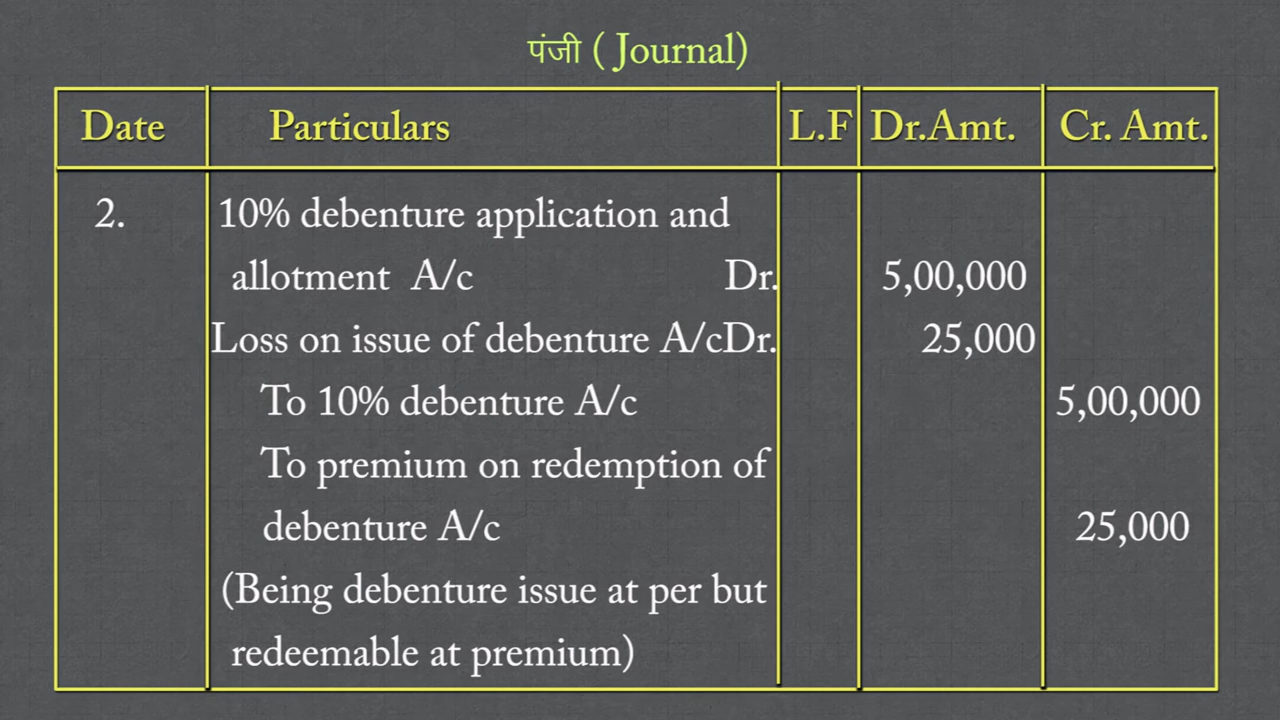 पंजी ( Journal)
Date Particulars L.F Dr.Amt. Cr. Amt.
2. 10% debenture application and
allotment A/c Dr. 5,00,000
Loss on issue of debenture A/cDr. 25,000
To 10% debenture A/c 5,00,000
To premium on redemption of
debenture A/c 25,000
(Being debenture issue at per but
redeemable at premium)